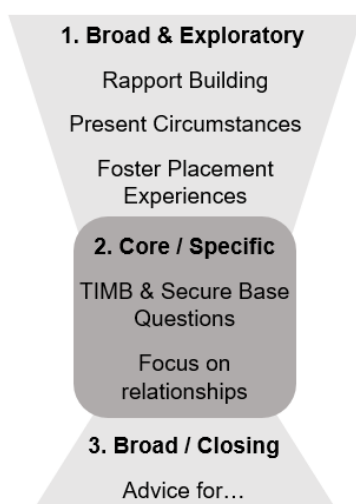 1. Broad & Exploratory
Rapport Building
Present Circumstances
Foster Placement
Experiences
2. Core / Specific
TIMB & Secure Base
Questions
Focus on
relationships
3. Broad / Closing
Advice for…